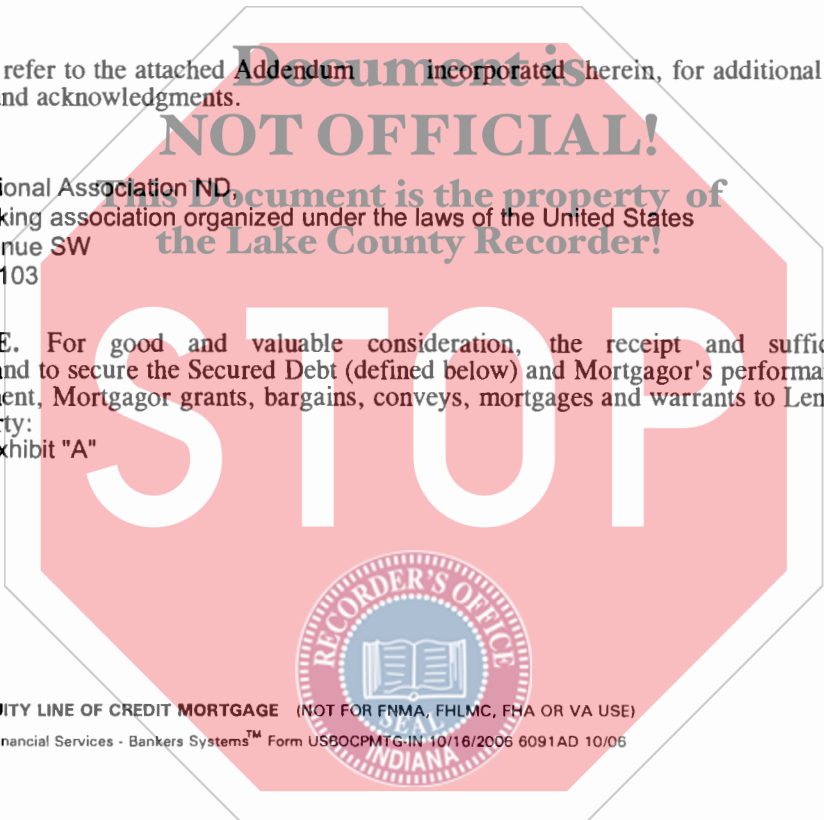 Document is
refer to the attached Addendum incorporated herein, for additional
nd acknowledgments.
NOT OFFICIAL!
ional Association ND,
This Document is the property of
king association organized under the laws of the United States
nue SW
the Lake County Recorder!
103
E. For good and valuable consideration, the receipt and suffic
nd to secure the Secured Debt (defined below) and Mortgagor's performa
ent, Mortgagor grants, bargains, conveys, mortgages and warrants to Len
rty:
xhibit "A"
STOP
RECORDER'S OFFICE
SEAL
INDIANA
ITY LINE OF CREDIT MORTGAGE (NOT FOR FNMA, FHLMC, FHA OR VA USE)
nancial Services - Bankers Systems™ Form USBOCPMTG-IN 10/16/2006 6091AD 10/06